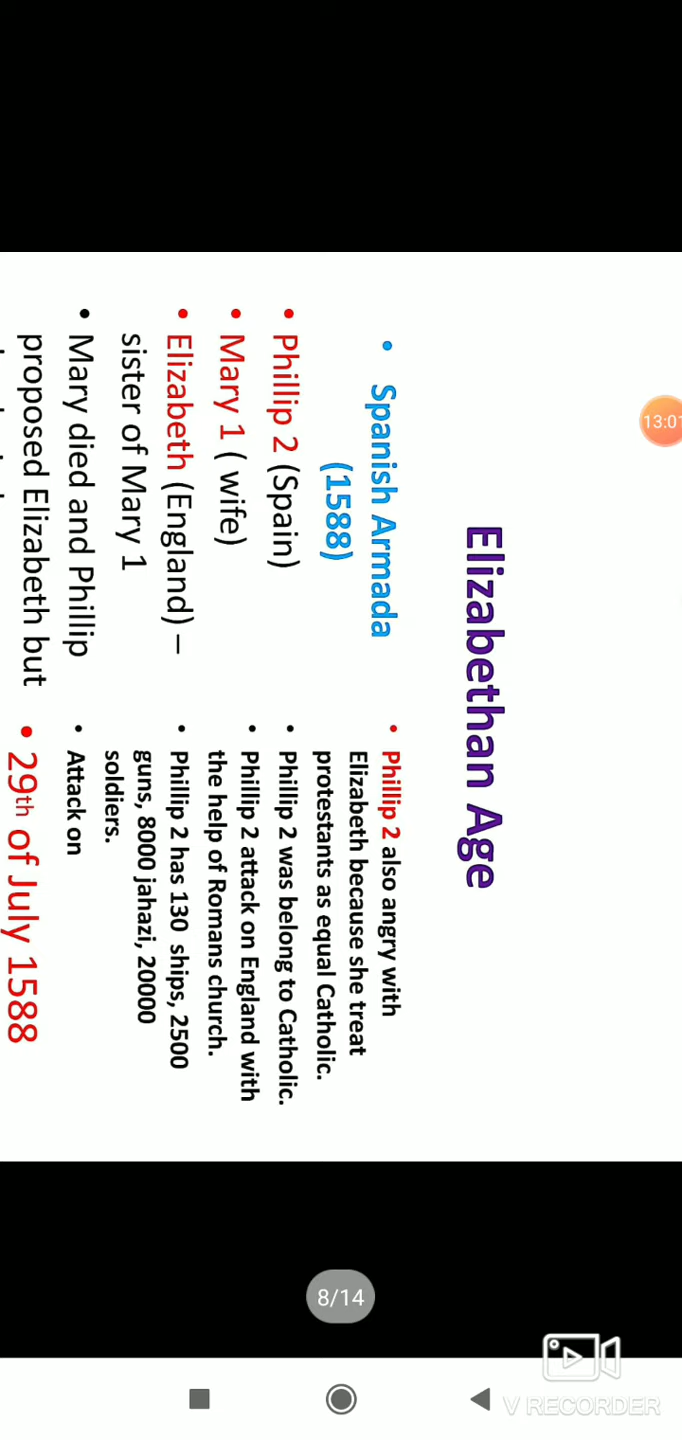 Elizabethan Age
• Spanish Armada
(1588)
• Phillip 2 (Spain)
• Mary 1 ( wife)
• Elizabeth (England) –
sister of Mary 1
• Mary died and Phillip
proposed Elizabeth but
• Phillip 2 also angry with
Elizabeth because she treat
protestants as equal Catholic.
• Phillip 2 was belong to Catholic.
• Phillip 2 attack on England with
the help of Romans church.
• Phillip 2 has 130 ships, 2500
guns, 8000 jahazi, 20000
soldiers.
• Attack on
• 29th of July 1588
13:01
8/14
V RECORDER